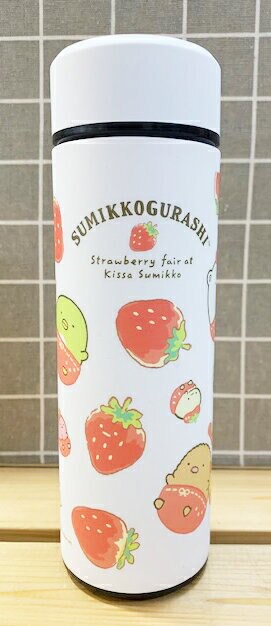 SUMIKKOGURASHI
Strawberry fair at
Kissa Sumikko